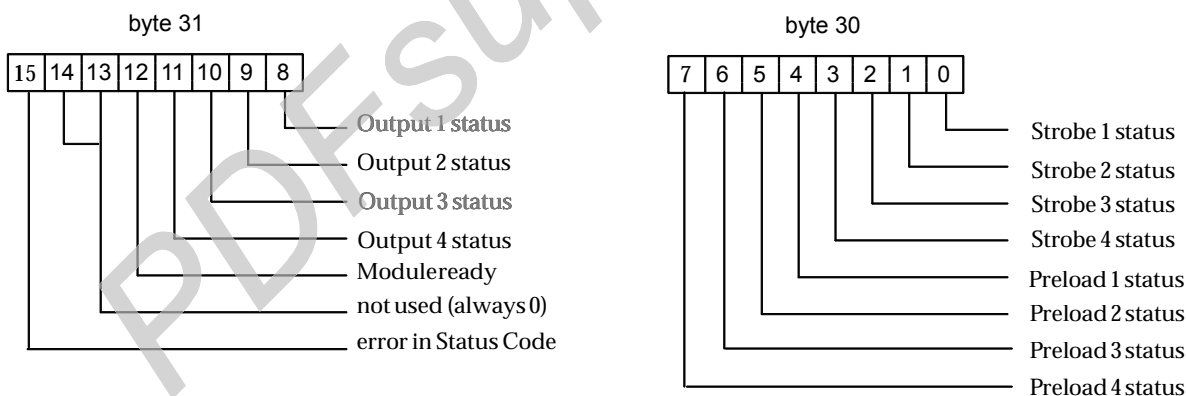 byte 31
15 14 13 12 11 10 9 8
Output 1 status
Output 2 status
Output 3 status
Output 4 status
Moduleready
not used (always 0)
error in Status Code
byte 30
7 6 5 4 3 2 1 0
Strobe 1 status
Strobe 2 status
Strobe 3 status
Strobe 4 status
Preload 1 status
Preload 2 status
Preload 3 status
Preload 4 status
PDFsup